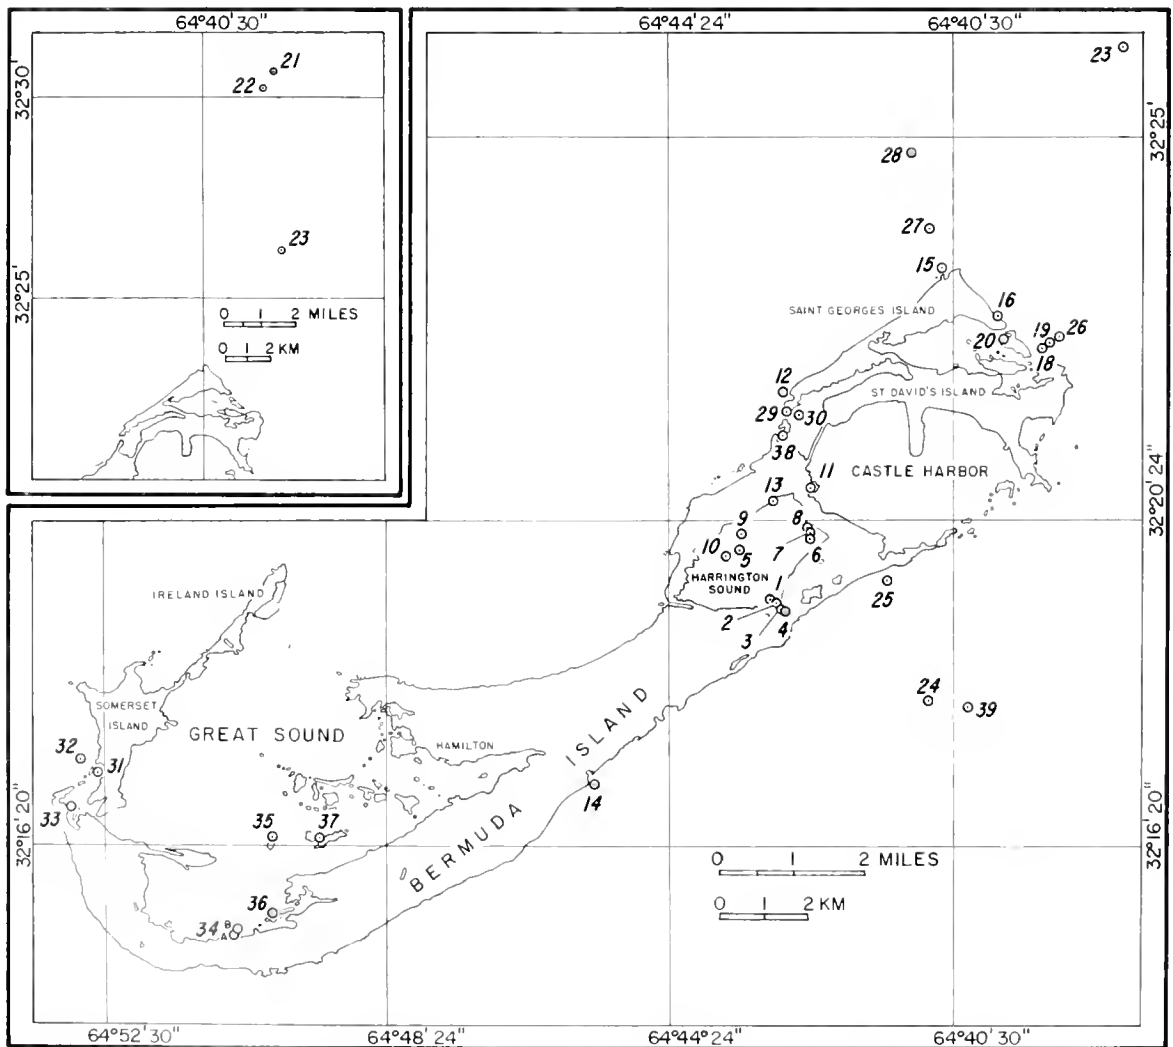 64°40'30"
21
22
32°30'
23
32°25'
0 1 2 MILES
0 1 2 KM
64°44'24" 64°40'30"
23
32°25'
28
27
15
16
SAINT GEORGES ISLAND
19 26
20
18
12
ST DAVID'S ISLAND
29 30
38
CASTLE HARBOR
11
13
32°20'24"
8
9
7
6
10 5
HARRINGTON
SOUND
1
25
2
3 4
IRELAND ISLAND
24
39
SOMERSET
ISLAND
GREAT SOUND
HAMILTON
32
31
33
BERMUDA ISLAND
14
35 37
32°16'20" 32°16'20"
0 1 2 MILES
0 1 2 KM
36
34 B
A
64°52'30" 64°48'24" 64°44'24" 64°40'30"